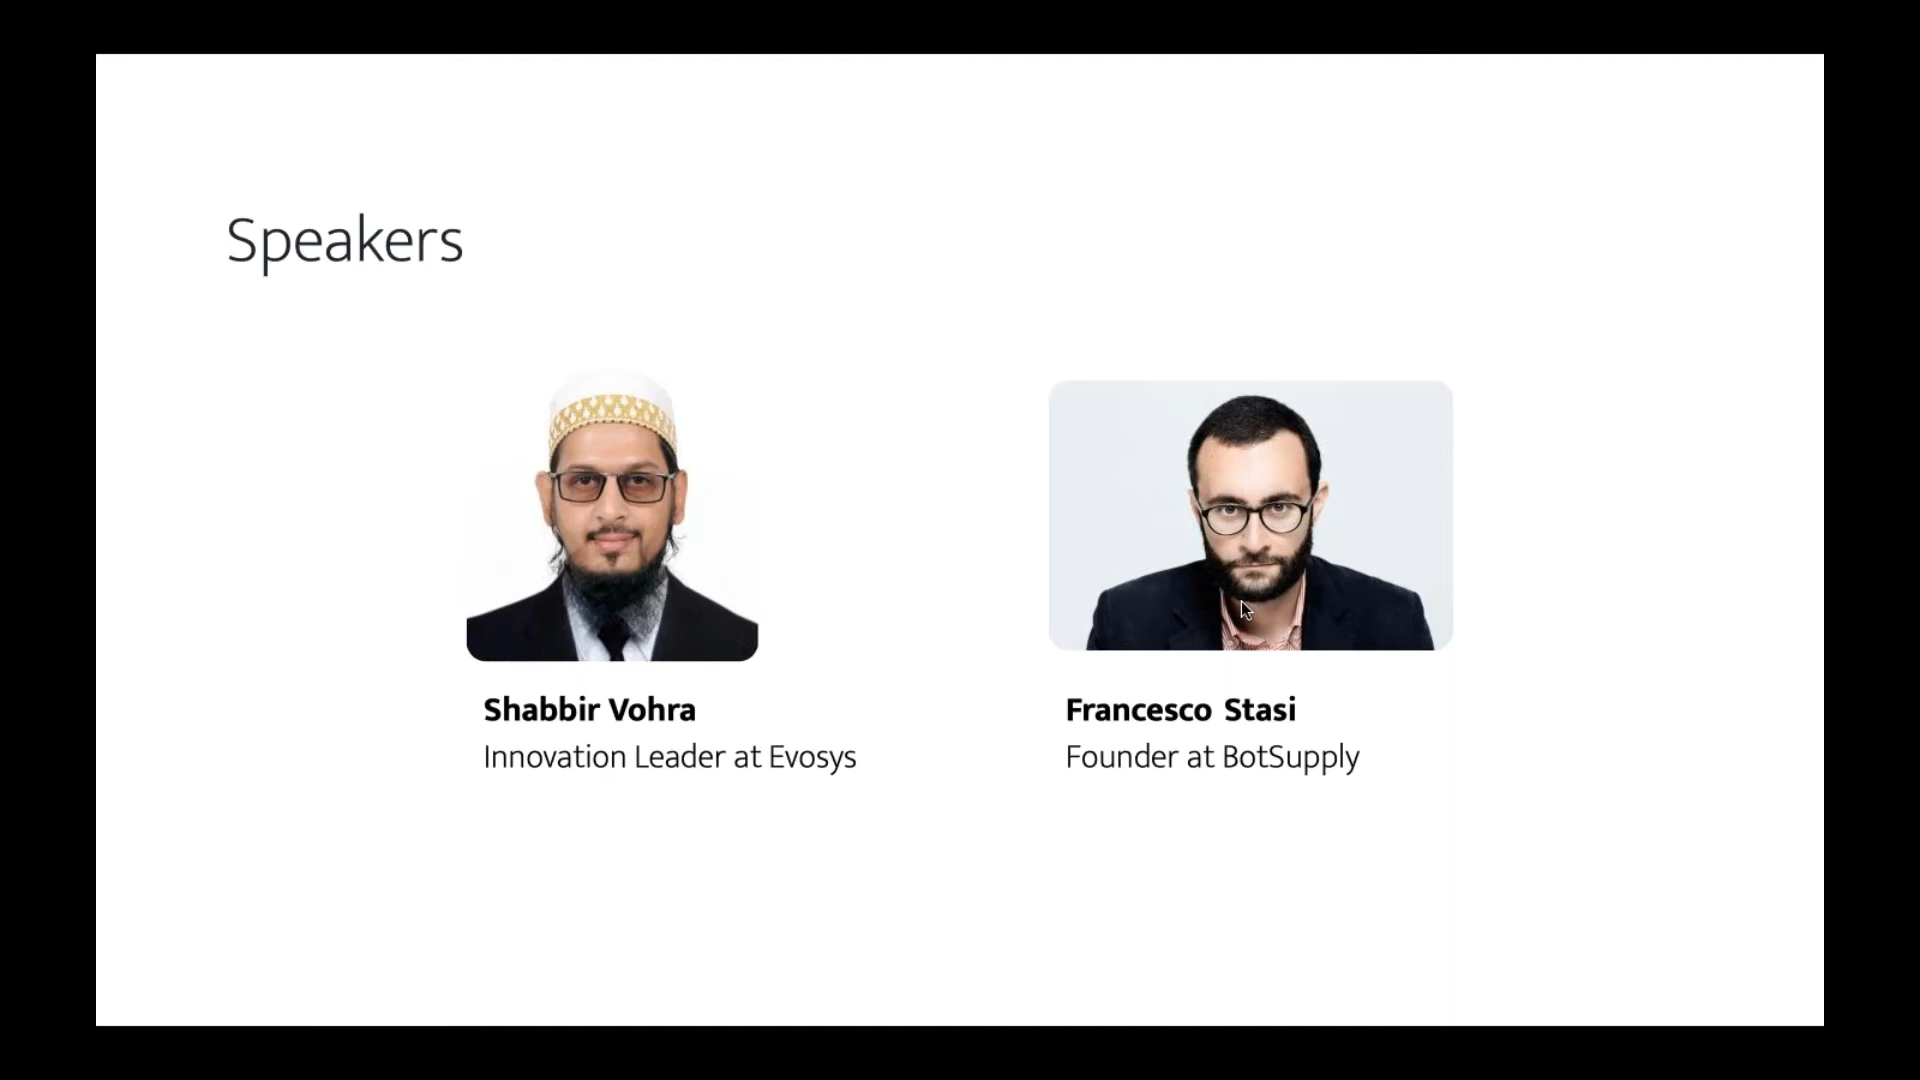 Speakers
Shabbir Vohra
Innovation Leader at Evosys
Francesco Stasi
Founder at BotSupply